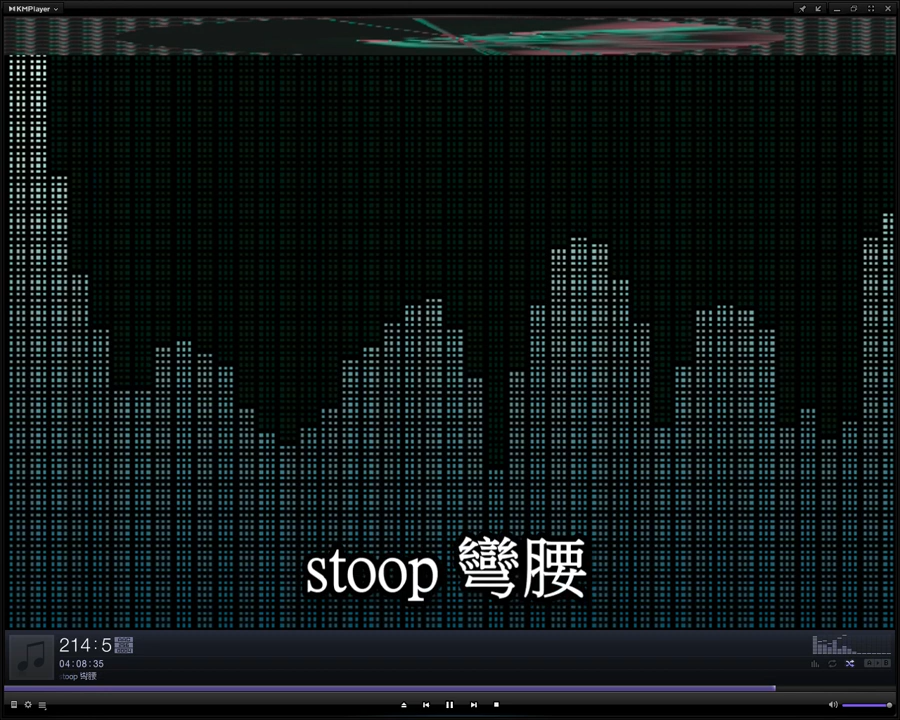 KMPlayer
stoop 彎腰
214:5
04:08:35
stoop 彎腰
A B